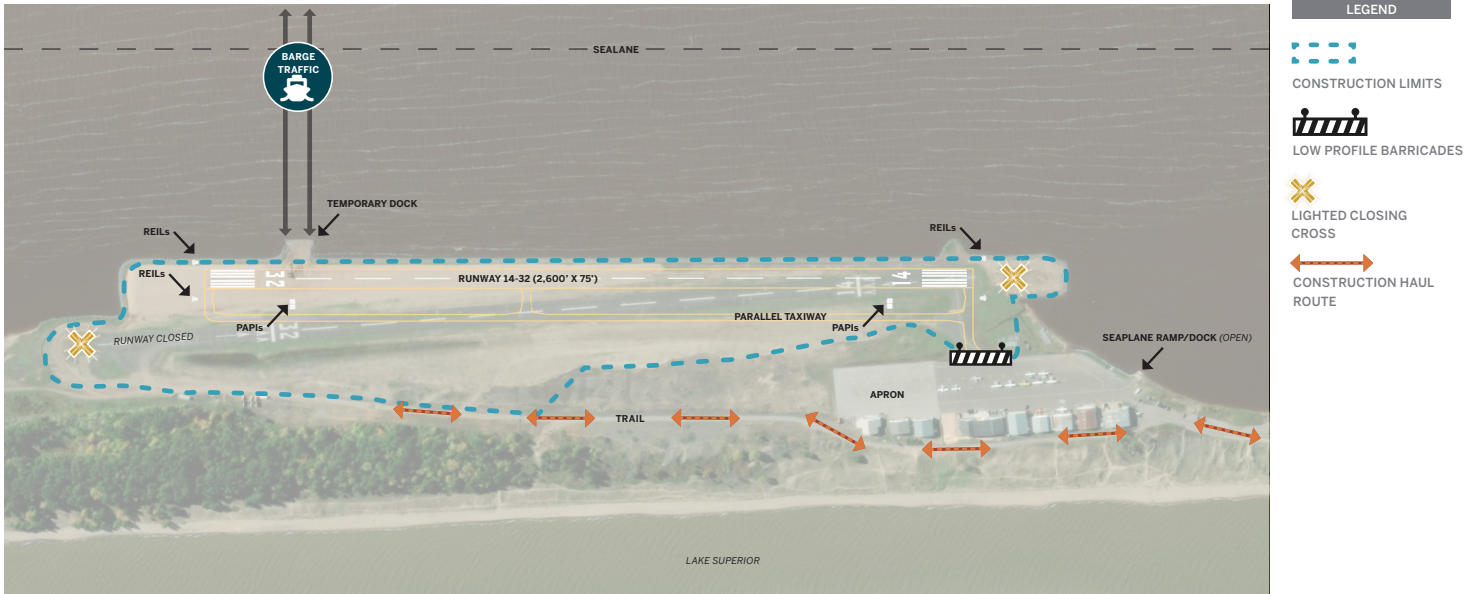 LEGEND
BARGE
TRAFFIC
SEALANE
CONSTRUCTION LIMITS
LOW PROFILE BARRICADES
LIGHTED CLOSING
CROSS
CONSTRUCTION HAUL
ROUTE
TEMPORARY DOCK
REILs
REILs
REILs
32
RUNWAY 14-32 (2,600' X 75')
14
14
PAPIs
32
PARALLEL TAXIWAY
PAPIs
RUNWAY CLOSED
SEAPLANE RAMP/DOCK (OPEN)
APRON
TRAIL
LAKE SUPERIOR